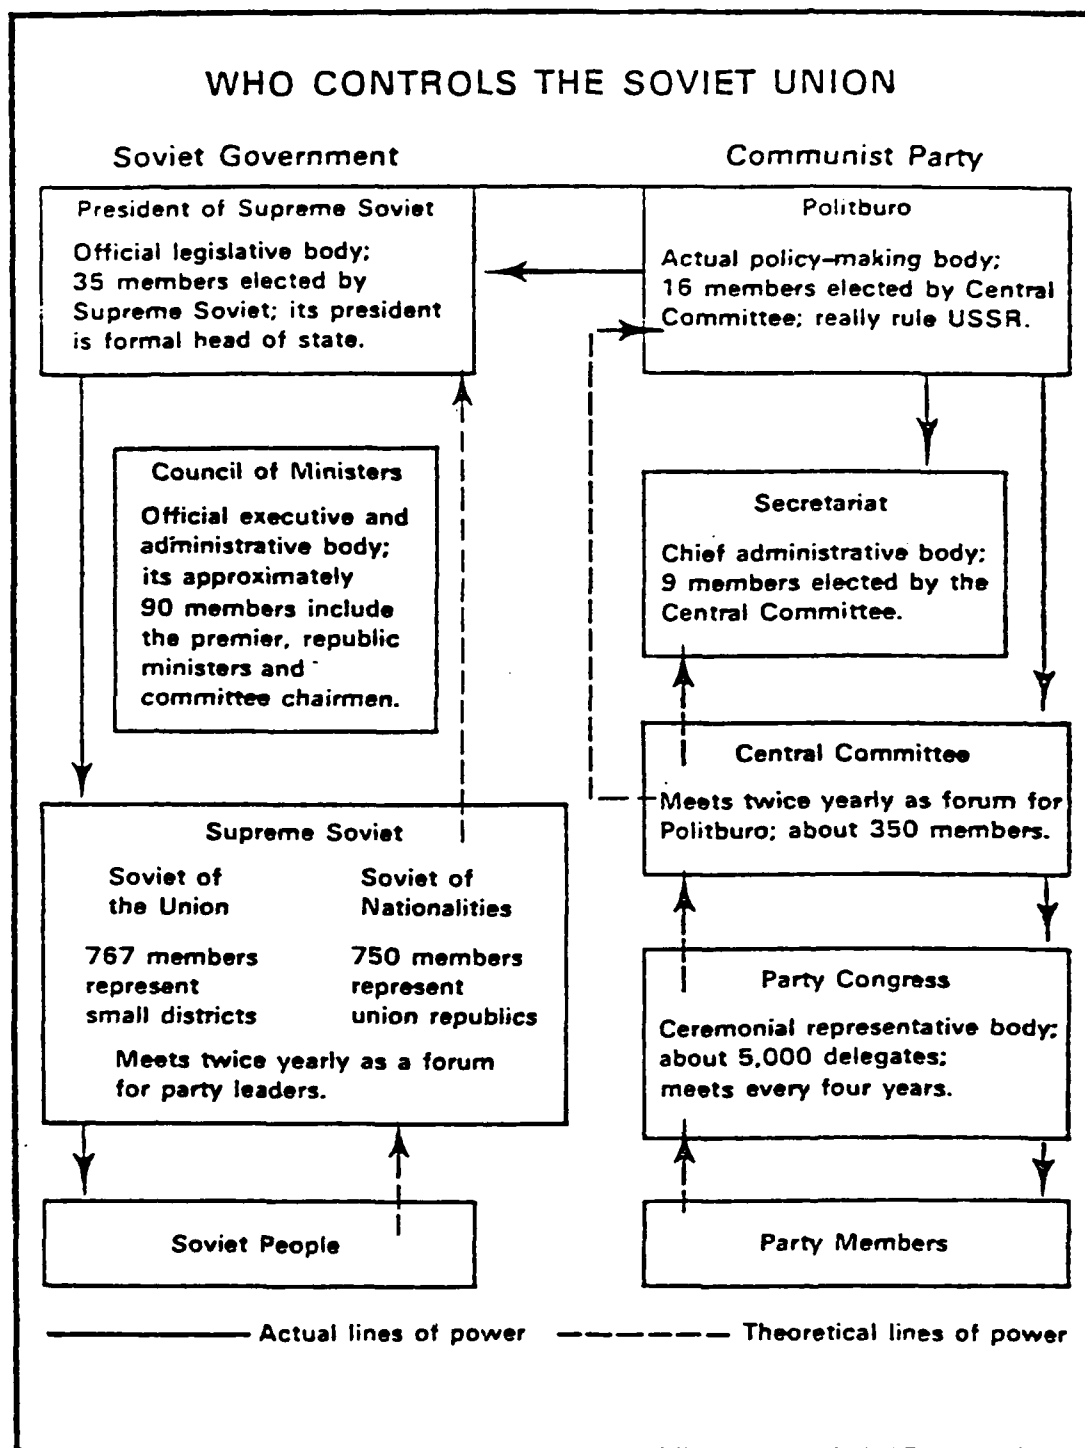 WHO CONTROLS THE SOVIET UNION
Soviet Government
President of Supreme Soviet
Official legislative body;
35 members elected by
Supreme Soviet; its president
is formal head of state.
Council of Ministers
Official executive and
administrative body;
its approximately
90 members include
the premier, republic
ministers and
committee chairmen.
Supreme Soviet
Soviet of
the Union
767 members
represent
small districts
Soviet of
Nationalities
750 members
represent
union republics
Meets twice yearly as a forum
for party leaders.
Soviet People
Communist Party
Politburo
Actual policy-making body;
16 members elected by Central
Committee; really rule USSR.
Secretariat
Chief administrative body;
9 members elected by the
Central Committee.
Central Committee
Meets twice yearly as forum for
Politburo; about 350 members.
Party Congress
Ceremonial representative body;
about 5,000 delegates;
meets every four years.
Party Members
Actual lines of power
Theoretical lines of power